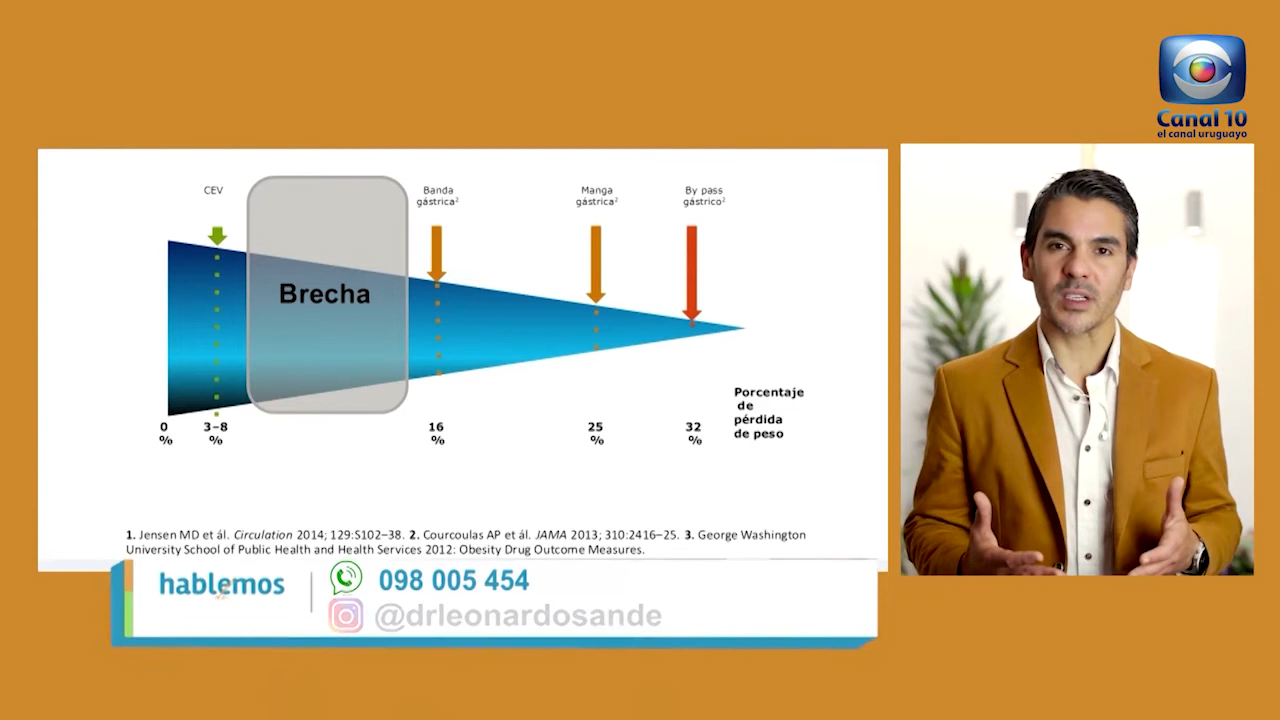 Canal 10
el canal uruguayo
CEV
Banda
gástrica²
Manga
gástrica²
By pass
gástrico²
Brecha
Porcentaje
de
pérdida
de peso
0
%
3–8
%
16
%
25
%
32
%
1. Jensen MD et ál. Circulation 2014; 129:S102–38. 2. Courcoulas AP et ál. JAMA 2013; 310:2416–25. 3. George Washington
University School of Public Health and Health Services 2012: Obesity Drug Outcome Measures.
hablemos
098 005 454
@drleonardosande